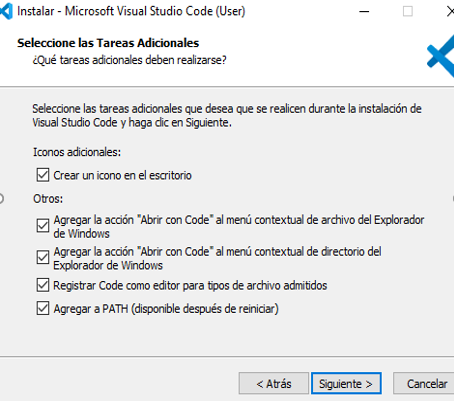 Instalar - Microsoft Visual Studio Code (User)
Seleccione las Tareas Adicionales
¿Qué tareas adicionales deben realizarse?
Seleccione las tareas adicionales que desea que se realicen durante la instalación de
Visual Studio Code y haga clic en Siguiente.
Iconos adicionales:
Crear un icono en el escritorio
Otros:
Agregar la acción "Abrir con Code" al menú contextual de archivo del Explorador
de Windows
Agregar la acción "Abrir con Code" al menú contextual de directorio del
Explorador de Windows
Registrar Code como editor para tipos de archivo admitidos
Agregar a PATH (disponible después de reiniciar)
< Atrás
Siguiente >
Cancelar